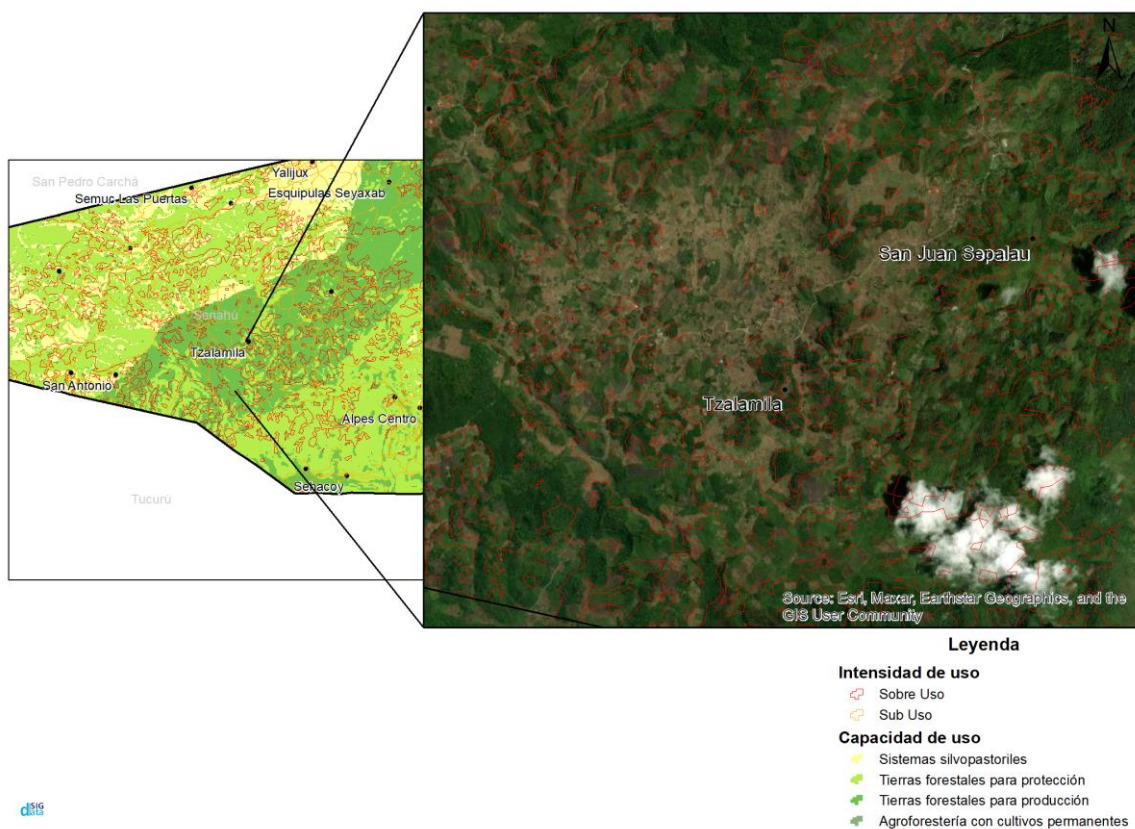 N
San Pedro Carchá
Yalijux
Esquipulas Seyaxab
Semuc Las Puertas
Senahú
Tzalamila
San Antonio
Alpes Centro
Senacoy
Tucurú
San Juan Sepalau
Tzalamila
Source: Esri, Maxar, Earthstar Geographics, and the
GIS User Community
Leyenda
Intensidad de uso
Sobre Uso
Sub Uso
Capacidad de uso
Sistemas silvopastoriles
Tierras forestales para protección
Tierras forestales para producción
Agroforestería con cultivos permanentes
SIG
data